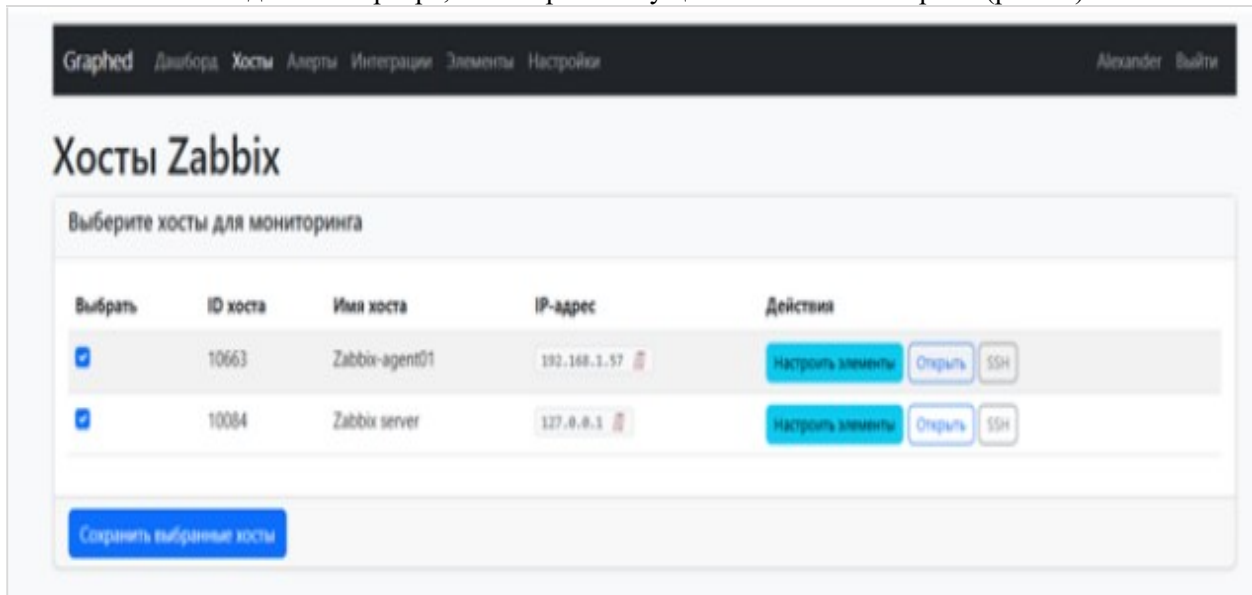 Graphed Дашборд Хосты Алерты Интеграции Элементы Настройки Alexander Выйти
Хосты Zabbix
Выберите хосты для мониторинга
Выбрать ID хоста Имя хоста IP-адрес Действия
10663 Zabbix-agent01 192.168.1.57 Настроить элементы Открыть SSH
10084 Zabbix server 127.0.0.1 Настроить элементы Открыть SSH
Сохранить выбранные хосты